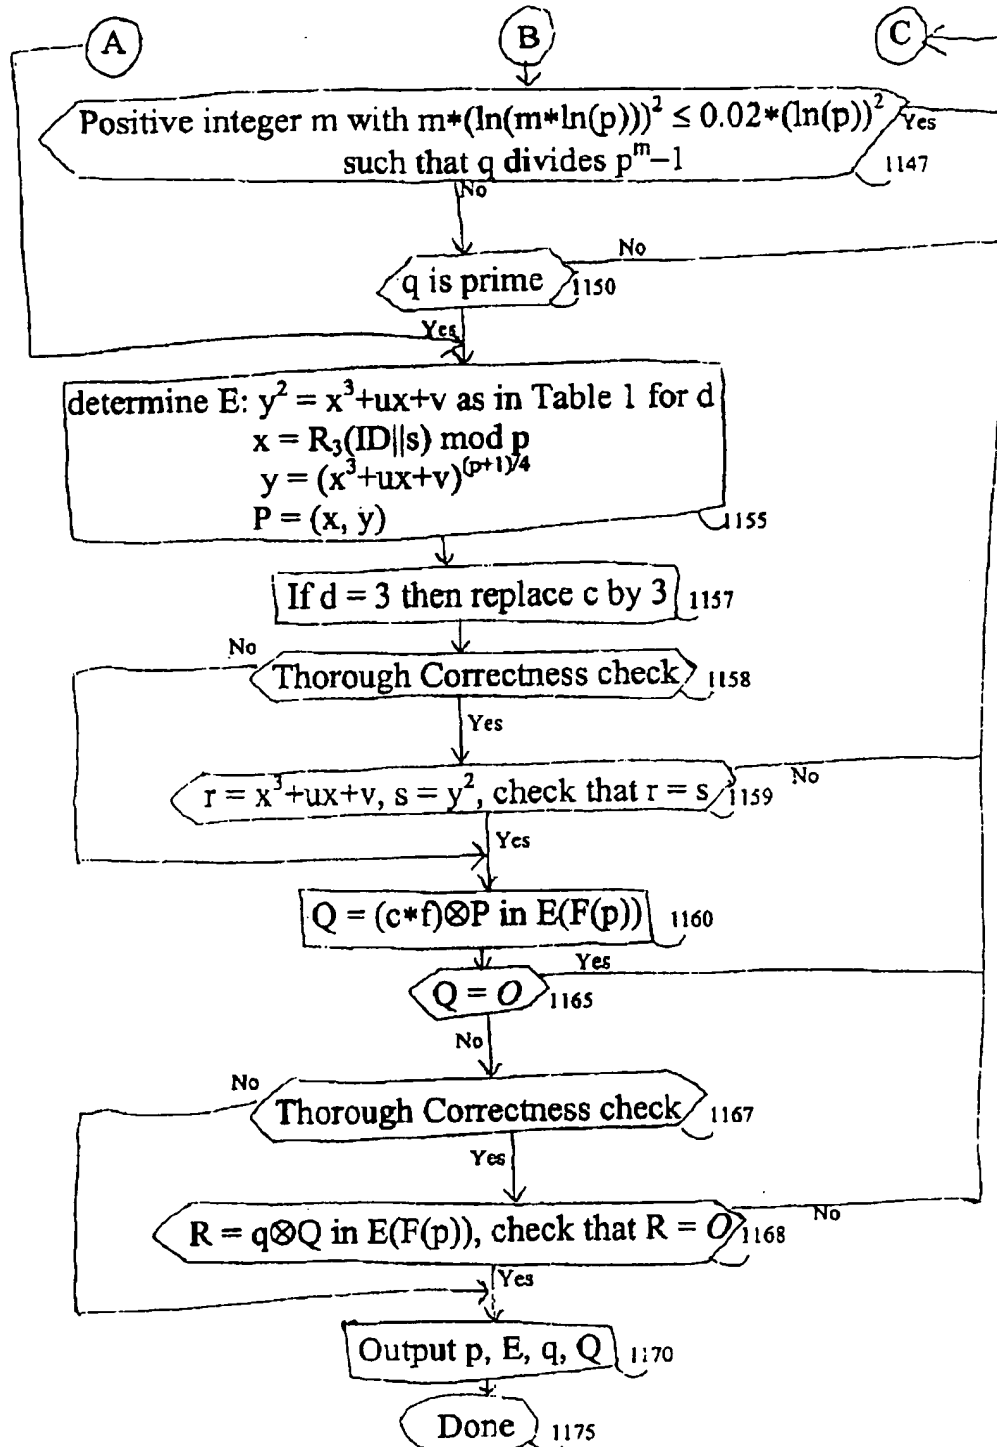 A
B
C
Positive integer m with m*(ln(m*ln(p)))² ≤ 0.02*(ln(p))²
such that q divides pᵐ–1
Yes
1147
No
q is prime
No
1150
Yes
determine E: y² = x³+ux+v as in Table 1 for d
x = R₃(ID||s) mod p
y = (x³+ux+v)^(p+1)/4
P = (x, y)
1155
If d = 3 then replace c by 3
1157
No
Thorough Correctness check
1158
Yes
r = x³+ux+v, s = y², check that r = s
No
1159
Yes
Q = (c*f)⊗P in E(F(p))
1160
Yes
Q = O
1165
No
No
Thorough Correctness check
1167
Yes
R = q⊗Q in E(F(p)), check that R = O
No
1168
Yes
Output p, E, q, Q
1170
Done
1175